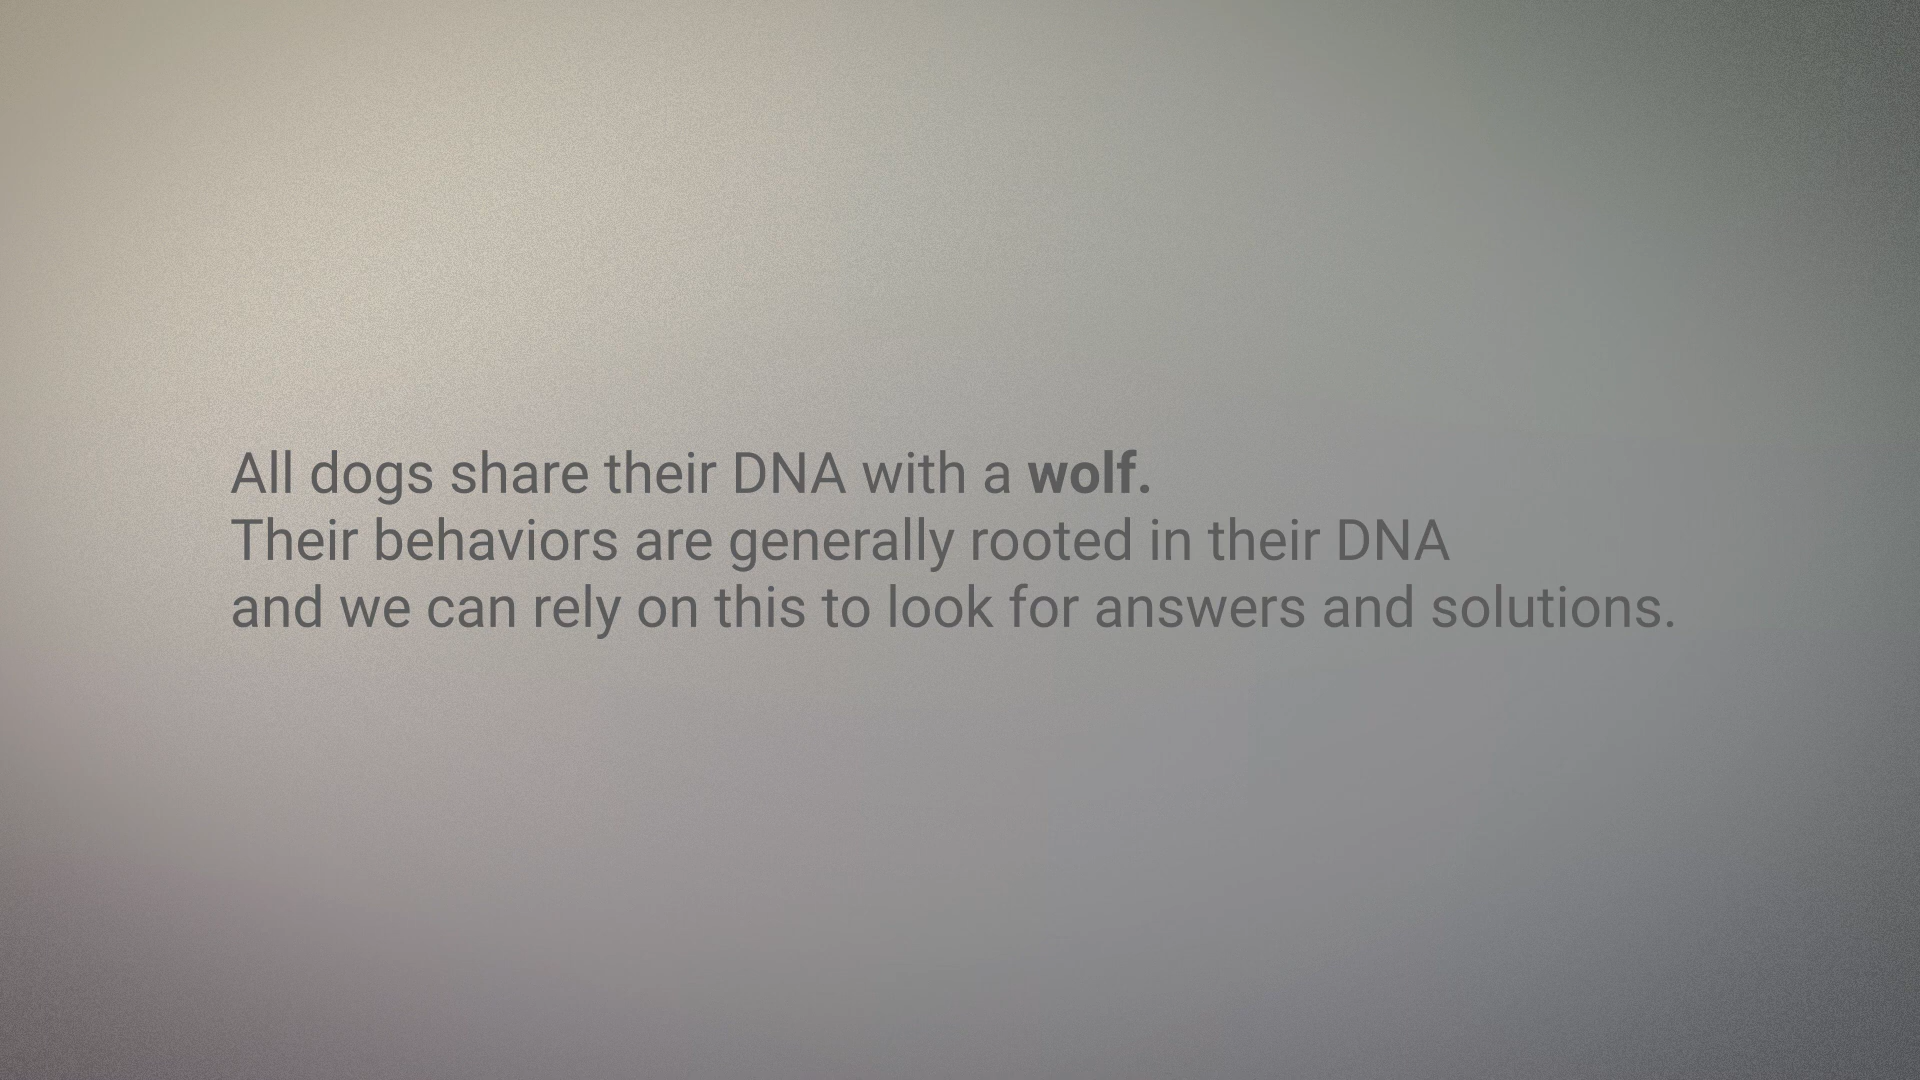 All dogs share their DNA with a wolf.
Their behaviors are generally rooted in their DNA
and we can rely on this to look for answers and solutions.